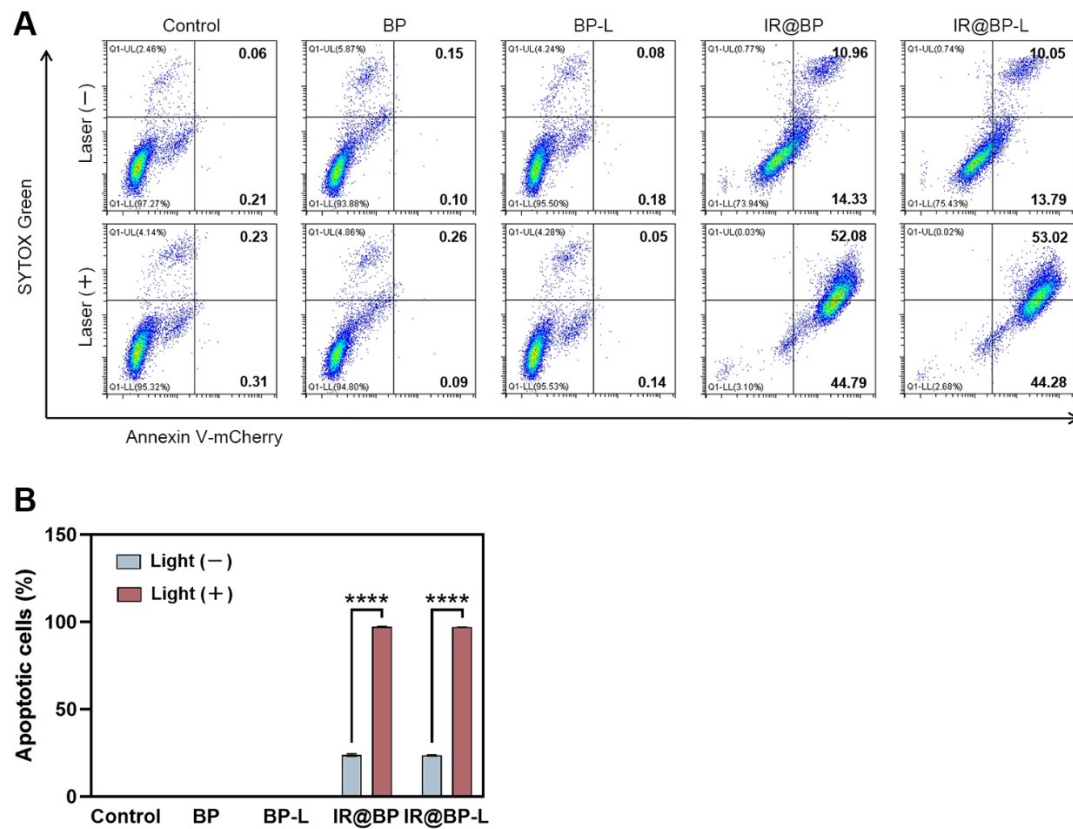 A
Control BP BP-L IR@BP IR@BP-L
Laser (−)
Q1-UL(2.46%) 0.06 Q1-UL(5.87%) 0.15 Q1-UL(4.24%) 0.08 Q1-UL(0.77%) 10.96 Q1-UL(0.74%) 10.05
Q1-LL(97.27%) 0.21 Q1-LL(93.88%) 0.10 Q1-LL(95.50%) 0.18 Q1-LL(73.94%) 14.33 Q1-LL(75.43%) 13.79
SYTOX Green
Laser (+)
Q1-UL(4.14%) 0.23 Q1-UL(4.86%) 0.26 Q1-UL(4.28%) 0.05 Q1-UL(0.03%) 52.08 Q1-UL(0.02%) 53.02
Q1-LL(95.32%) 0.31 Q1-LL(94.80%) 0.09 Q1-LL(95.53%) 0.14 Q1-LL(3.10%) 44.79 Q1-LL(2.68%) 44.28
Annexin V-mCherry
B
Apoptotic cells (%)
150
100
50
0
Light (−)
Light (+)
**** ****
Control BP BP-L IR@BP IR@BP-L